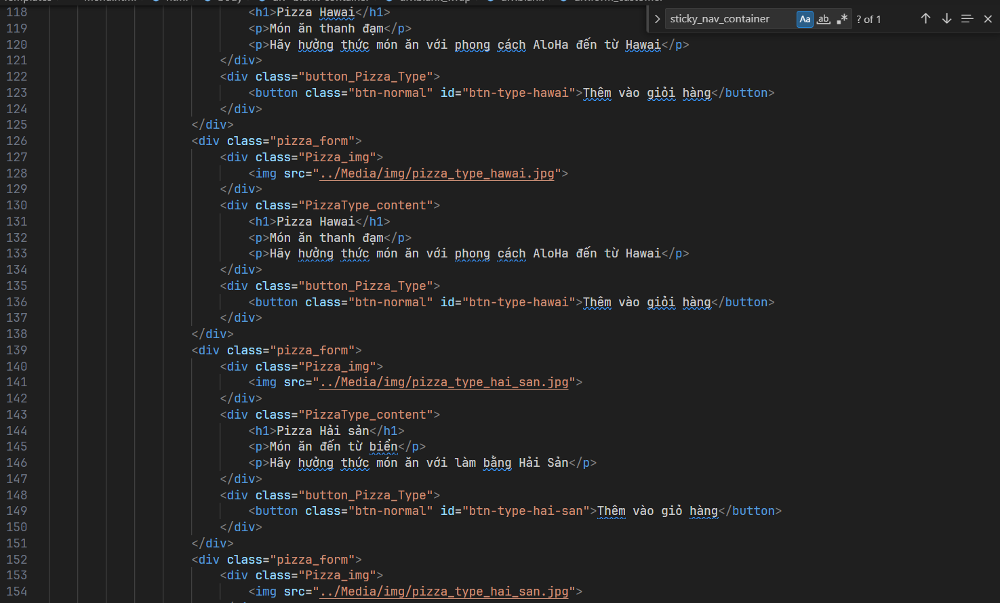 118 <h1>Pizza Hawai</h1>
sticky_nav_container Aa ab .* ? of 1
119 <p>Món ăn thanh đạm</p>
120 <p>Hãy hưởng thức món ăn với phong cách AloHa đến từ Hawai</p>
121 </div>
122 <div class="button_Pizza_Type">
123 <button class="btn-normal" id="btn-type-hawai">Thêm vào giỏi hàng</button>
124 </div>
125 </div>
126 <div class="pizza_form">
127 <div class="Pizza_img">
128 <img src="../Media/img/pizza_type_hawai.jpg">
129 </div>
130 <div class="PizzaType_content">
131 <h1>Pizza Hawai</h1>
132 <p>Món ăn thanh đạm</p>
133 <p>Hãy hưởng thức món ăn với phong cách AloHa đến từ Hawai</p>
134 </div>
135 <div class="button_Pizza_Type">
136 <button class="btn-normal" id="btn-type-hawai">Thêm vào giỏi hàng</button>
137 </div>
138 </div>
139 <div class="pizza_form">
140 <div class="Pizza_img">
141 <img src="../Media/img/pizza_type_hai_san.jpg">
142 </div>
143 <div class="PizzaType_content">
144 <h1>Pizza Hải sản</h1>
145 <p>Món ăn đến từ biển</p>
146 <p>Hãy hưởng thức món ăn với làm bằng Hải Sản</p>
147 </div>
148 <div class="button_Pizza_Type">
149 <button class="btn-normal" id="btn-type-hai-san">Thêm vào giỏ hàng</button>
150 </div>
151 </div>
152 <div class="pizza_form">
153 <div class="Pizza_img">
154 <img src="../Media/img/pizza_type_hai_san.jpg">